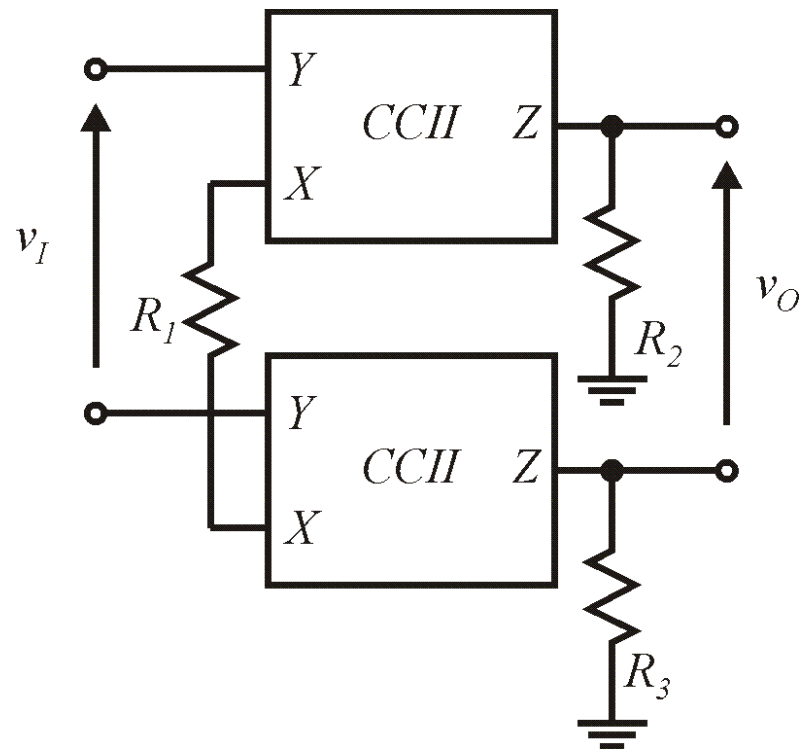 Y
CCII Z
X
v_I
v_O
R_1
R_2
Y
CCII Z
X
R_3